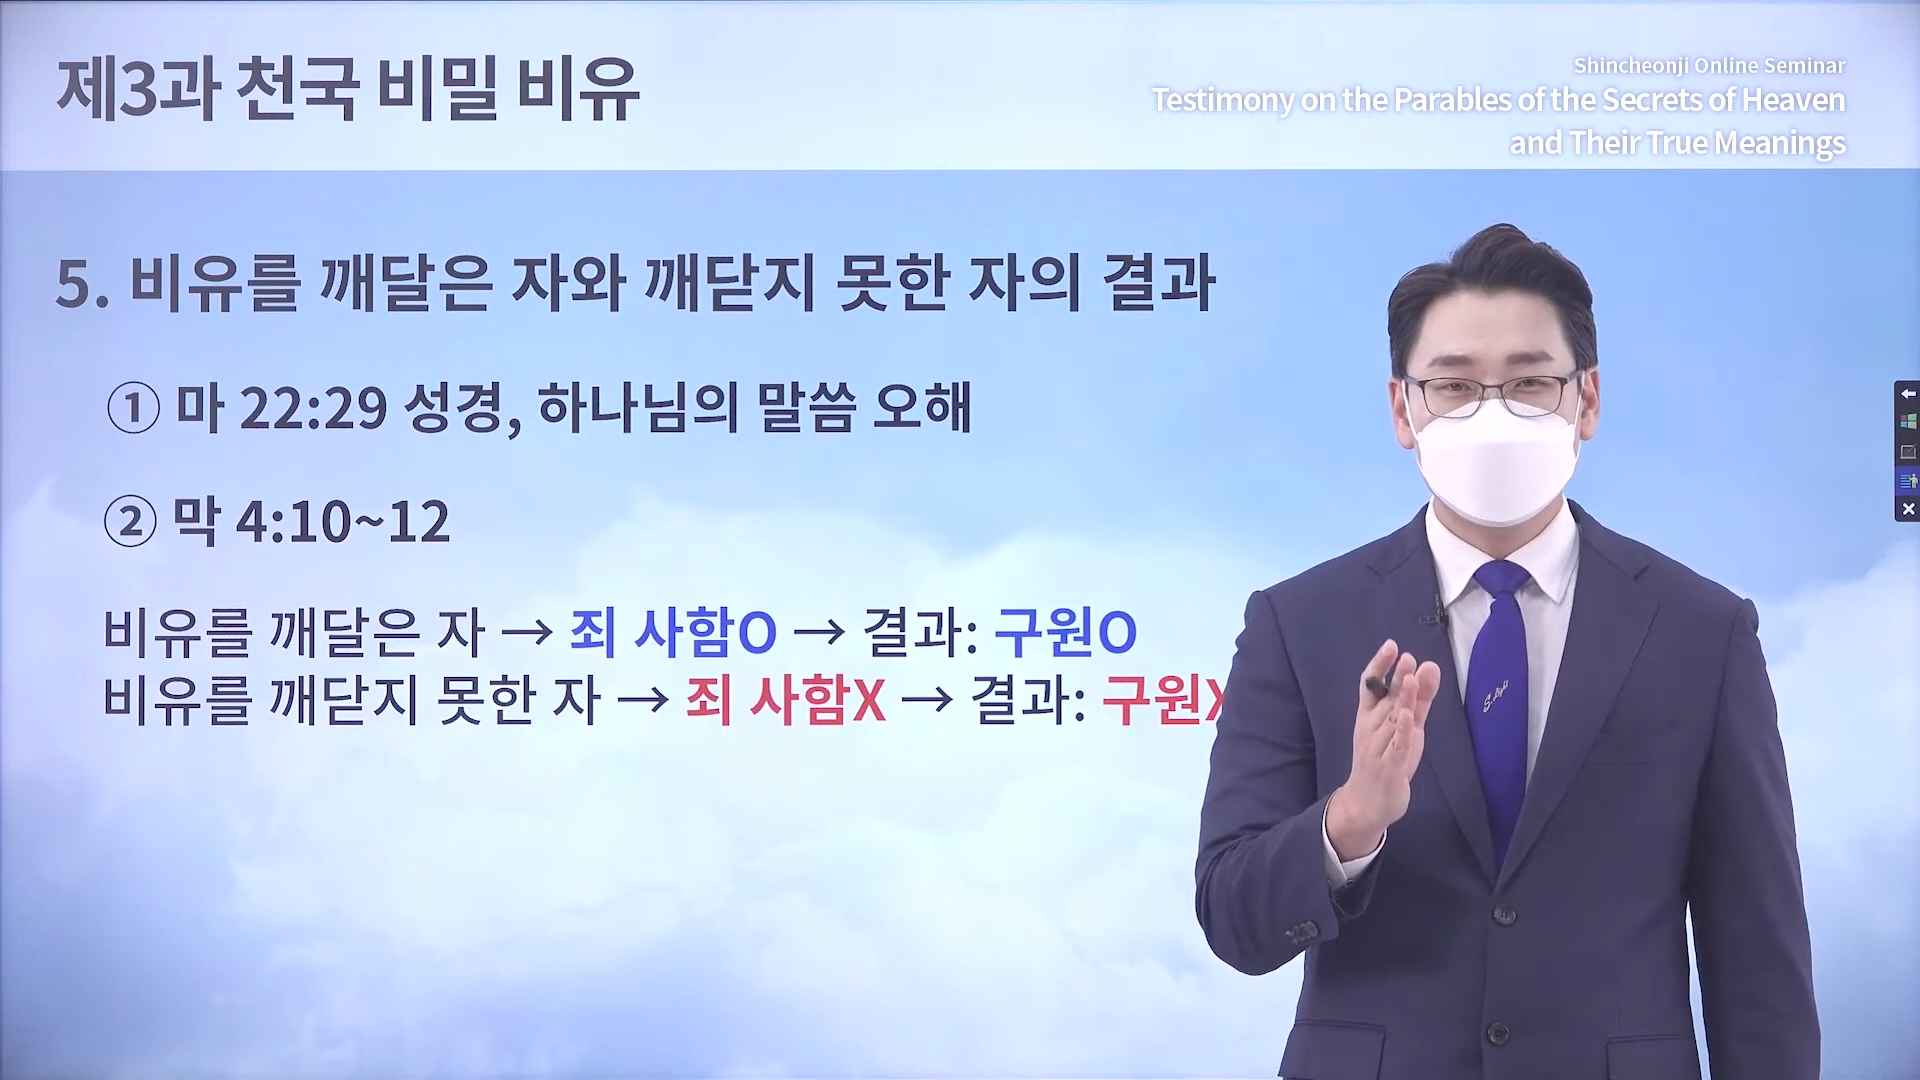 제3과 천국 비밀 비유
Shincheonji Online Seminar
Testimony on the Parables of the Secrets of Heaven
and Their True Meanings
5. 비유를 깨달은 자와 깨닫지 못한 자의 결과
① 마 22:29 성경, 하나님의 말씀 오해
② 막 4:10~12
비유를 깨달은 자 → 죄 사함O → 결과: 구원O
비유를 깨닫지 못한 자 → 죄 사함X → 결과: 구원X
S.Light